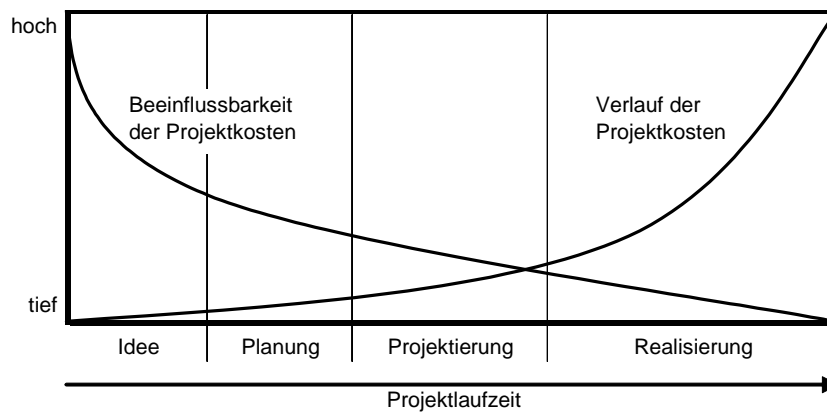 hoch
Beeinflussbarkeit
der Projektkosten
Verlauf der
Projektkosten
tief
Idee
Planung
Projektierung
Realisierung
Projektlaufzeit